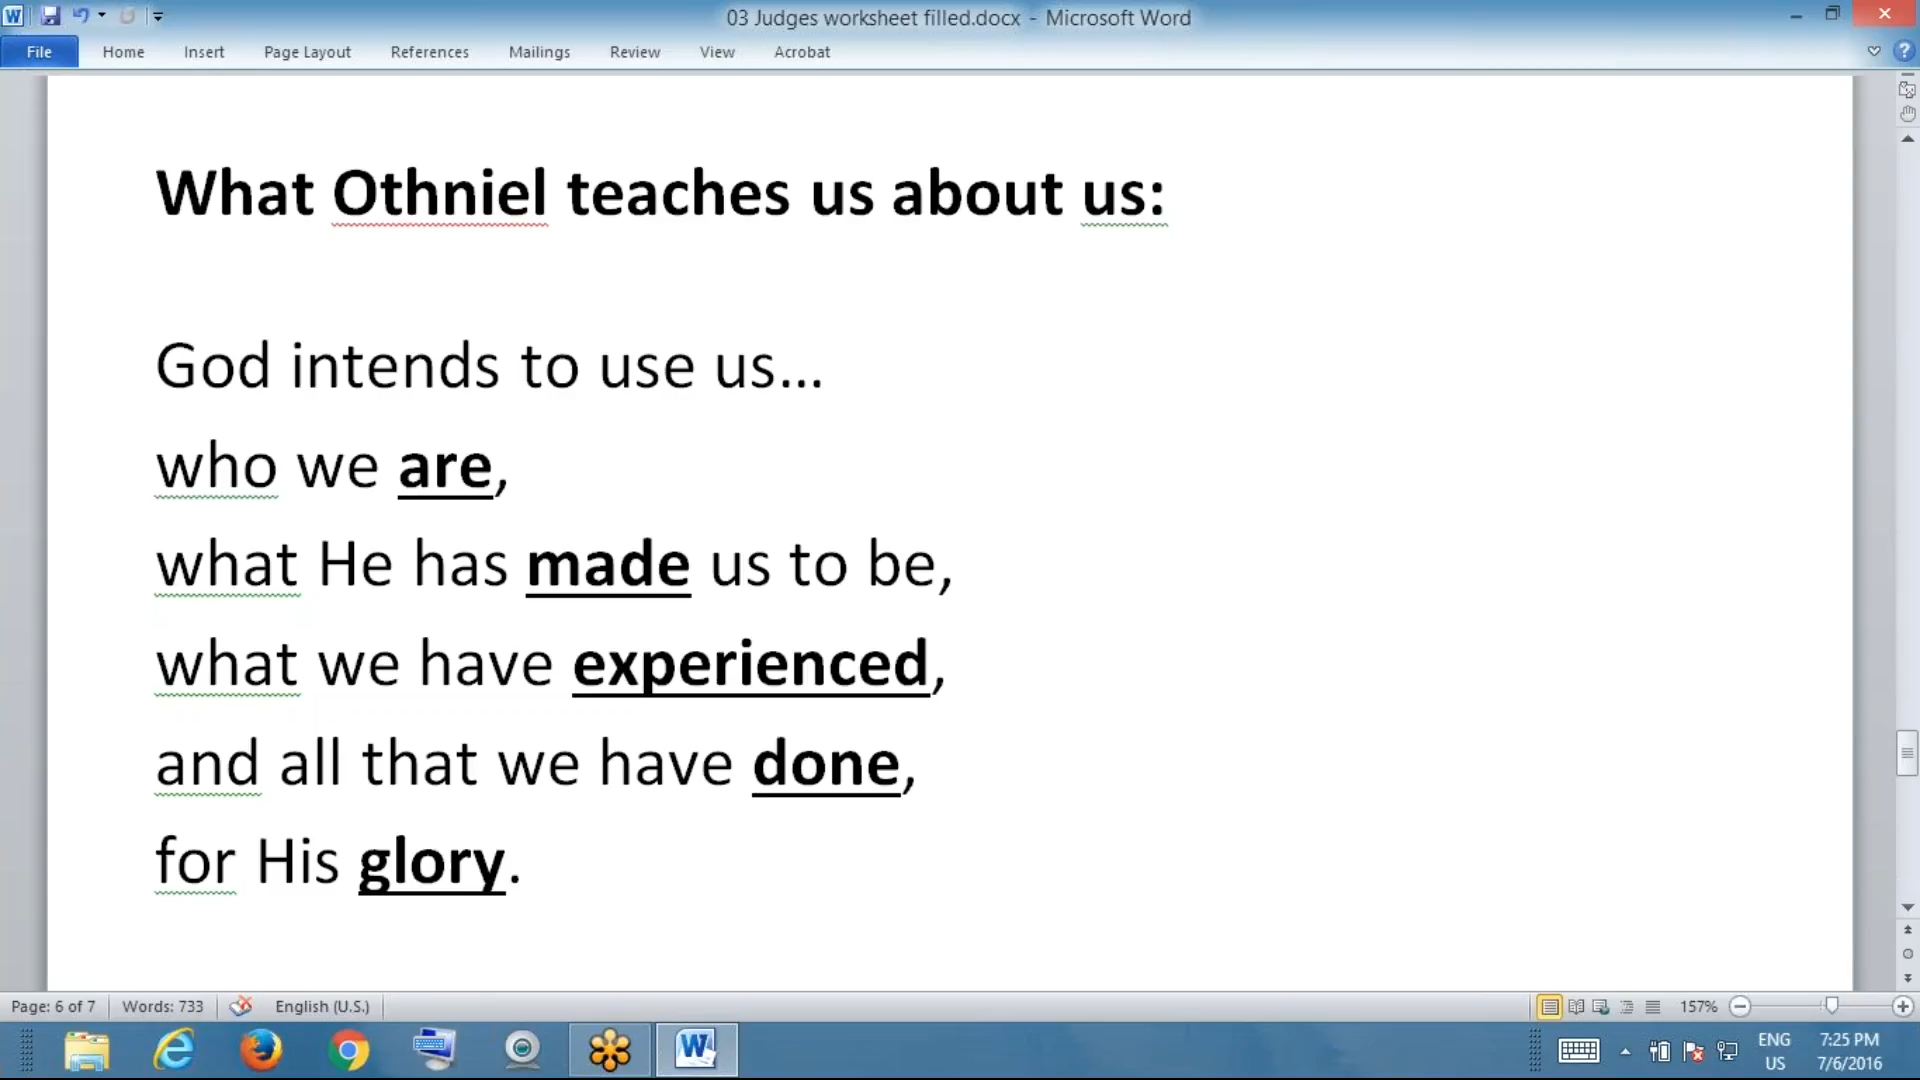 03 Judges worksheet filled.docx - Microsoft Word
File Home Insert Page Layout References Mailings Review View Acrobat
What Othniel teaches us about us:
God intends to use us...
who we are,
what He has made us to be,
what we have experienced,
and all that we have done,
for His glory.
Page: 6 of 7 Words: 733 English (U.S.) 157%
ENG 7:25 PM
US 7/6/2016